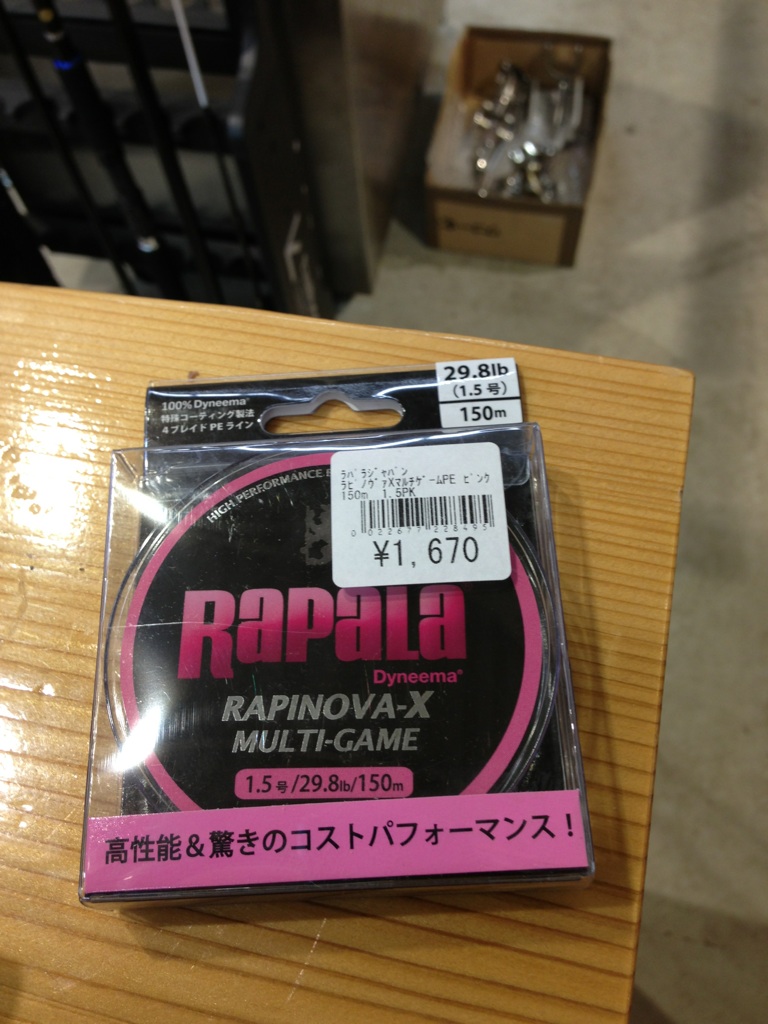 29.8lb
(1.5号)
150m
100% Dyneema®
特殊コーティング製法
4ブレイド PE ライン
HIGH PERFORMANCE
ラパラジャパン
ラピノヴァXマルチゲームPE ピンク
150m 1.5PK
0 022677 228495
¥1,670
Rapala
Dyneema®
RAPINOVA-X
MULTI-GAME
1.5号/29.8lb/150m
高性能&驚きのコストパフォーマンス!